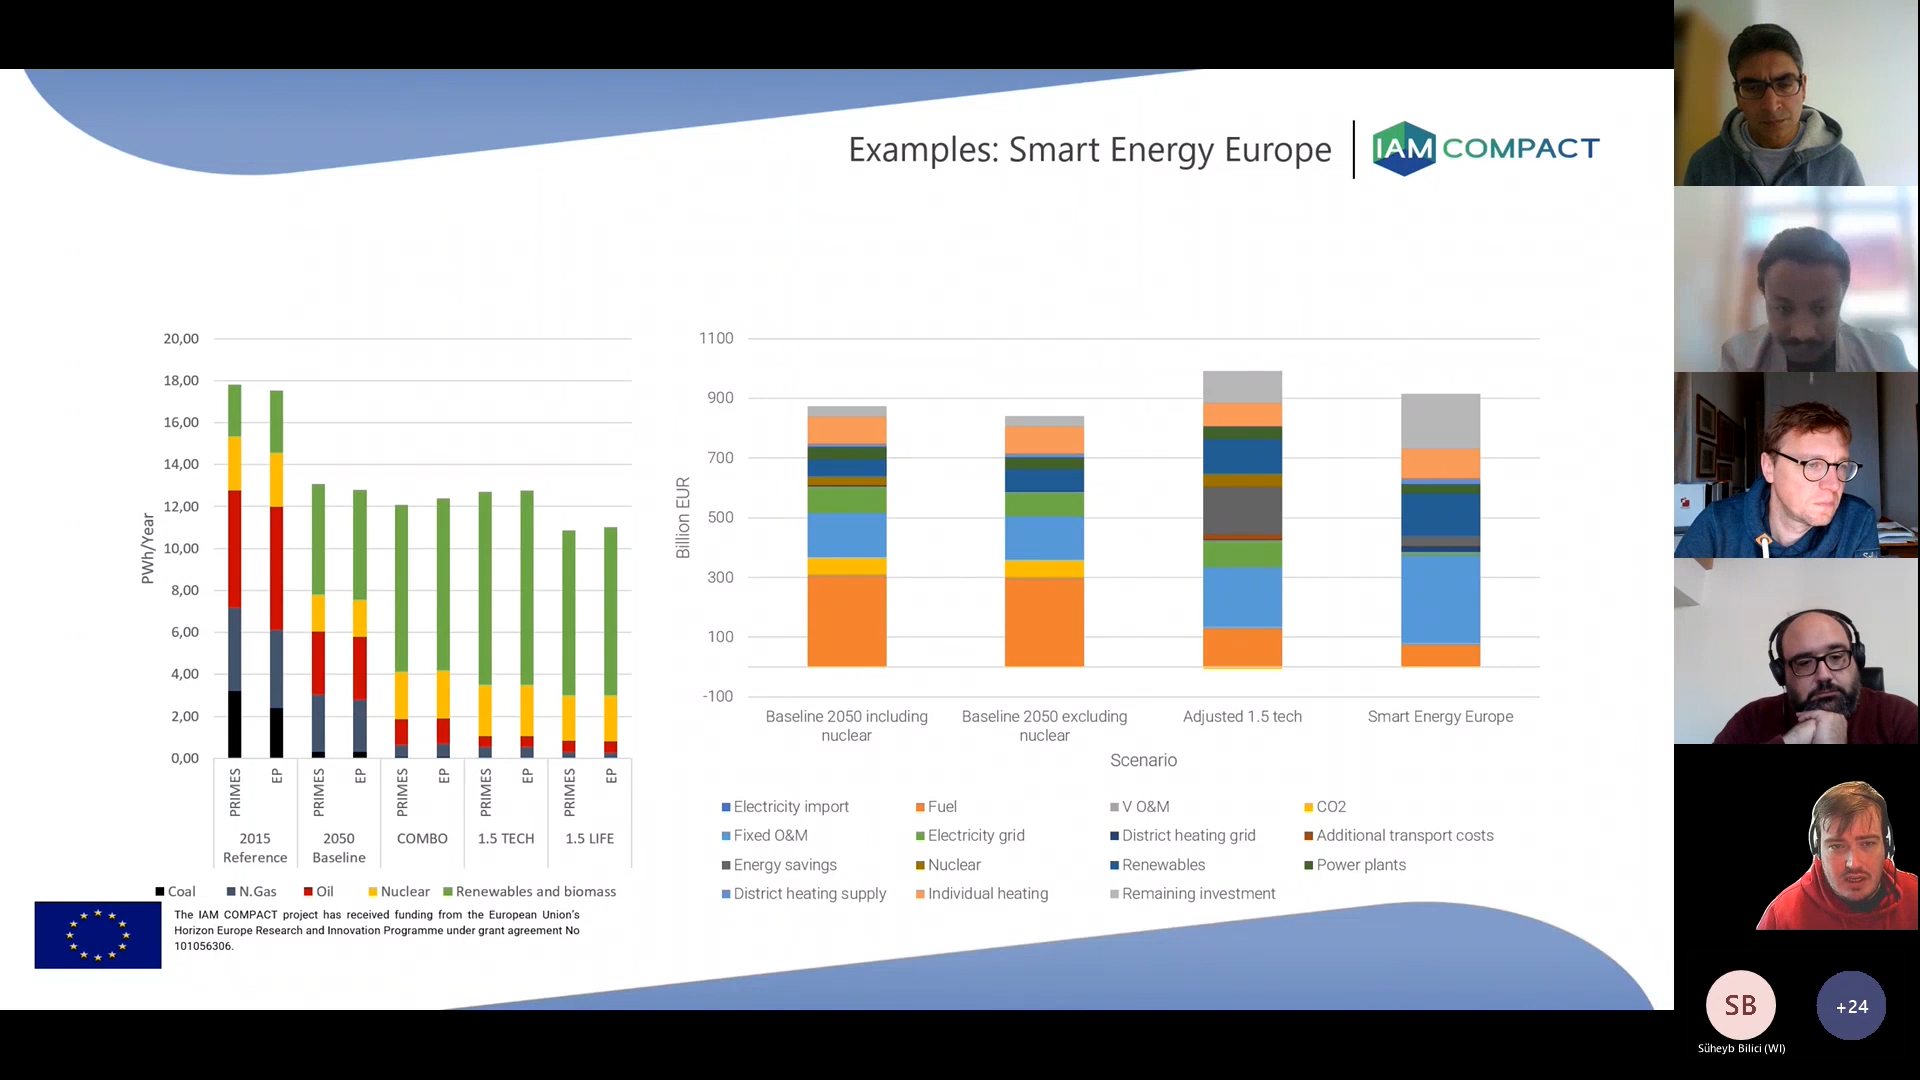 Examples: Smart Energy Europe
IAM COMPACT
20,00
18,00
16,00
14,00
12,00
10,00
8,00
6,00
4,00
2,00
0,00
PWh/Year
PRIMES
EP
PRIMES
EP
PRIMES
EP
PRIMES
EP
PRIMES
EP
2015
Reference
2050
Baseline
COMBO
1.5 TECH
1.5 LIFE
Coal
N.Gas
Oil
Nuclear
Renewables and biomass
1100
900
700
500
300
100
-100
Billion EUR
Baseline 2050 including
nuclear
Baseline 2050 excluding
nuclear
Adjusted 1.5 tech
Smart Energy Europe
Scenario
Electricity import
Fuel
V O&M
CO2
Fixed O&M
Electricity grid
District heating grid
Additional transport costs
Energy savings
Nuclear
Renewables
Power plants
District heating supply
Individual heating
Remaining investment
The IAM COMPACT project has received funding from the European Union's
Horizon Europe Research and Innovation Programme under grant agreement No
101056306.
SB
+24
Süheyb Bilici (WI)